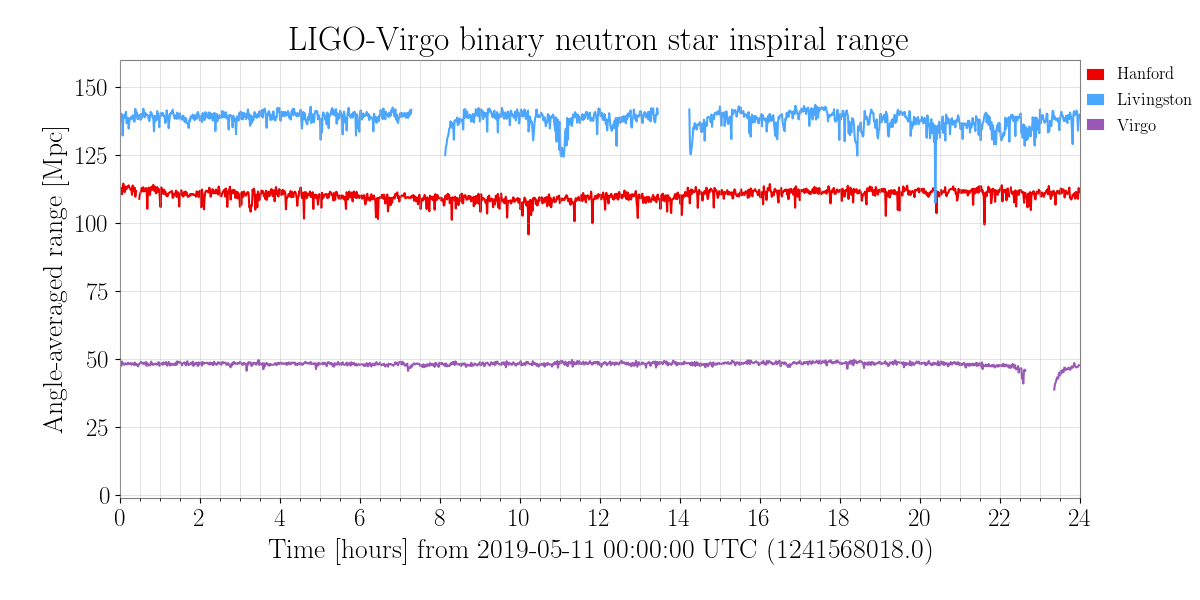 LIGO-Virgo binary neutron star inspiral range
Hanford
Livingston
Virgo
Angle-averaged range [Mpc]
150
125
100
75
50
25
0
0 2 4 6 8 10 12 14 16 18 20 22 24
Time [hours] from 2019-05-11 00:00:00 UTC (1241568018.0)